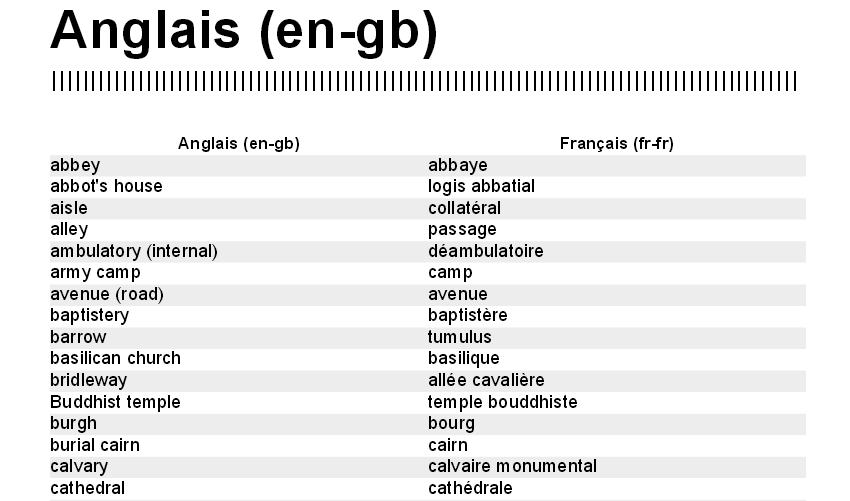 Anglais (en-gb)
Anglais (en-gb) Français (fr-fr)
abbey abbaye
abbot's house logis abbatial
aisle collatéral
alley passage
ambulatory (internal) déambulatoire
army camp camp
avenue (road) avenue
baptistery baptistère
barrow tumulus
basilican church basilique
bridleway allée cavalière
Buddhist temple temple bouddhiste
burgh bourg
burial cairn cairn
calvary calvaire monumental
cathedral cathédrale